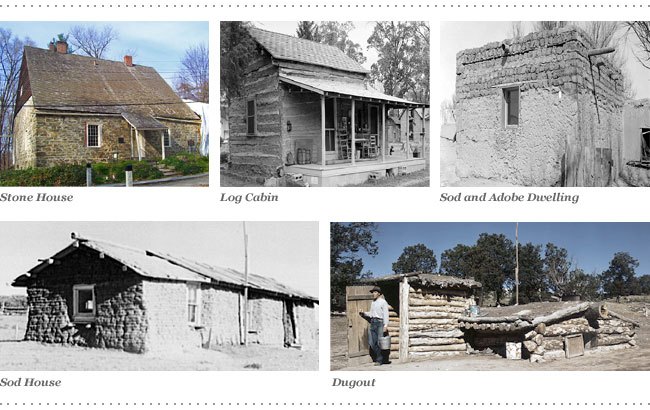 Stone House
Log Cabin
Sod and Adobe Dwelling
Sod House
Dugout